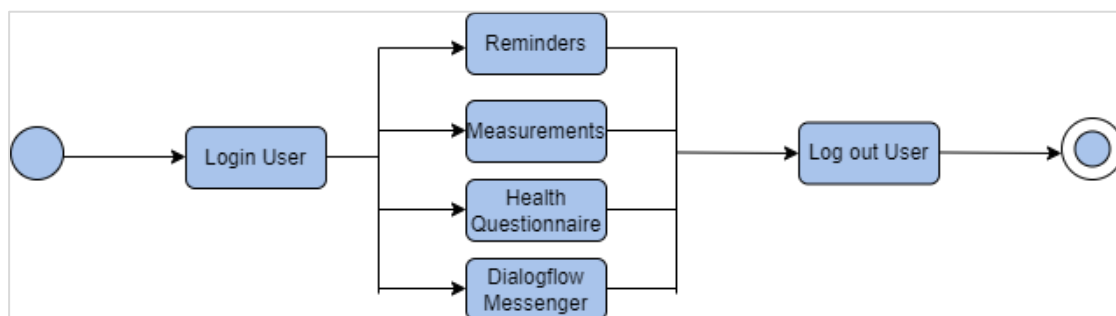 Reminders
Login User
Measurements
Log out User
Health
Questionnaire
Dialogflow
Messenger